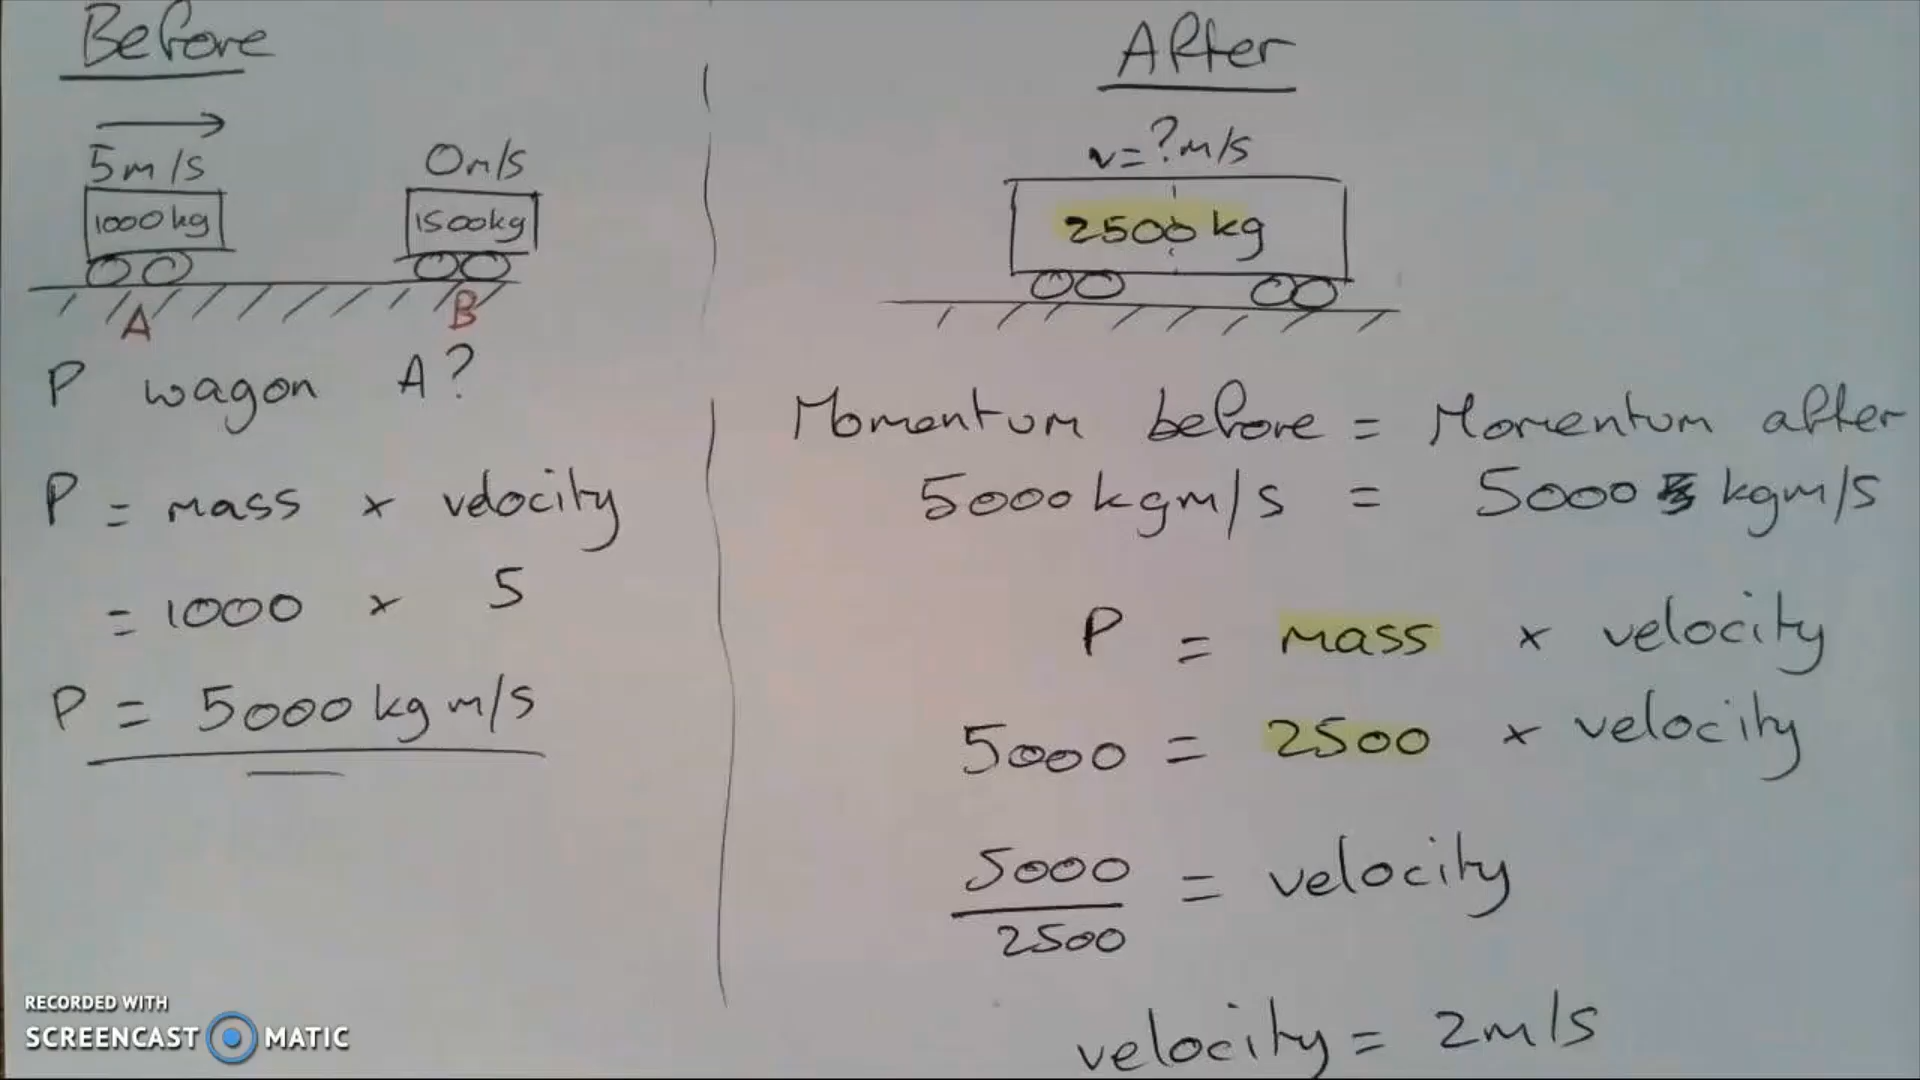 Before
5m/s 0m/s
1000kg 1500kg
A B
P wagon A?
P = mass x velocity
= 1000 x 5
P = 5000 kg m/s
After
v=? m/s
2500 kg
Momentum before = Momentum after
5000 kgm/s = 5000 kgm/s
P = mass x velocity
5000 = 2500 x velocity
5000 = velocity
2500
velocity = 2m/s
RECORDED WITH
SCREENCAST MATIC